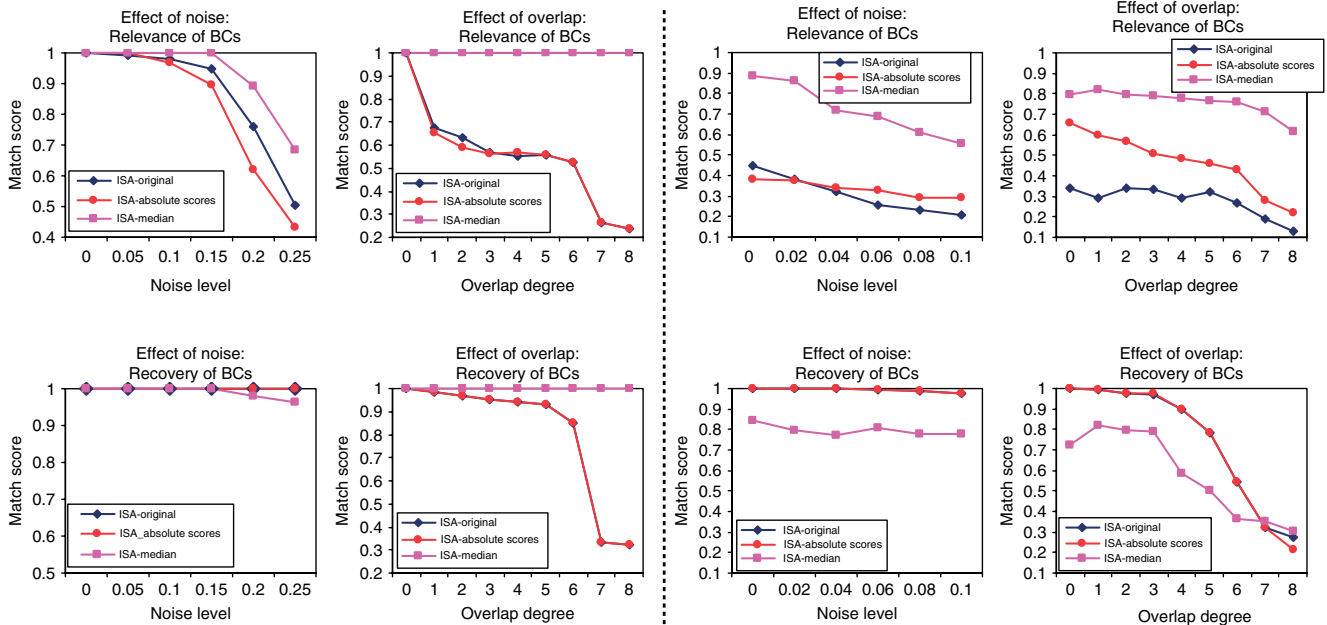 Effect of noise:
Relevance of BCs
1
0.9
0.8
0.7
0.6
0.5
0.4
Match score
ISA-original
ISA-absolute scores
ISA-median
0 0.05 0.1 0.15 0.2 0.25
Noise level
Effect of overlap:
Relevance of BCs
1
0.9
0.8
0.7
0.6
0.5
0.4
0.3
0.2
Match score
ISA-original
ISA-absolute scores
ISA-median
0 1 2 3 4 5 6 7 8
Overlap degree
Effect of noise:
Relevance of BCs
1
0.9
0.8
0.7
0.6
0.5
0.4
0.3
0.2
0.1
Match score
ISA-original
ISA-absolute scores
ISA-median
0 0.02 0.04 0.06 0.08 0.1
Noise level
Effect of overlap:
Relevance of BCs
1
0.9
0.8
0.7
0.6
0.5
0.4
0.3
0.2
0.1
Match score
ISA-original
ISA-absolute scores
ISA-median
0 1 2 3 4 5 6 7 8
Overlap degree
Effect of noise:
Recovery of BCs
1
0.9
0.8
0.7
0.6
0.5
Match score
ISA-original
ISA_absolute scores
ISA-median
0 0.05 0.1 0.15 0.2 0.25
Noise level
Effect of overlap:
Recovery of BCs
1
0.9
0.8
0.7
0.6
0.5
0.4
0.3
0.2
Match score
ISA-original
ISA-absolute scores
ISA-median
0 1 2 3 4 5 6 7 8
Overlap degree
Effect of noise:
Recovery of BCs
1
0.9
0.8
0.7
0.6
0.5
0.4
0.3
0.2
0.1
Match score
ISA-original
ISA-absolute scores
ISA-median
0 0.02 0.04 0.06 0.08 0.1
Noise level
Effect of overlap:
Recovery of BCs
1
0.9
0.8
0.7
0.6
0.5
0.4
0.3
0.2
0.1
Match score
ISA-original
ISA-absolute scores
ISA-median
0 1 2 3 4 5 6 7 8
Overlap degree